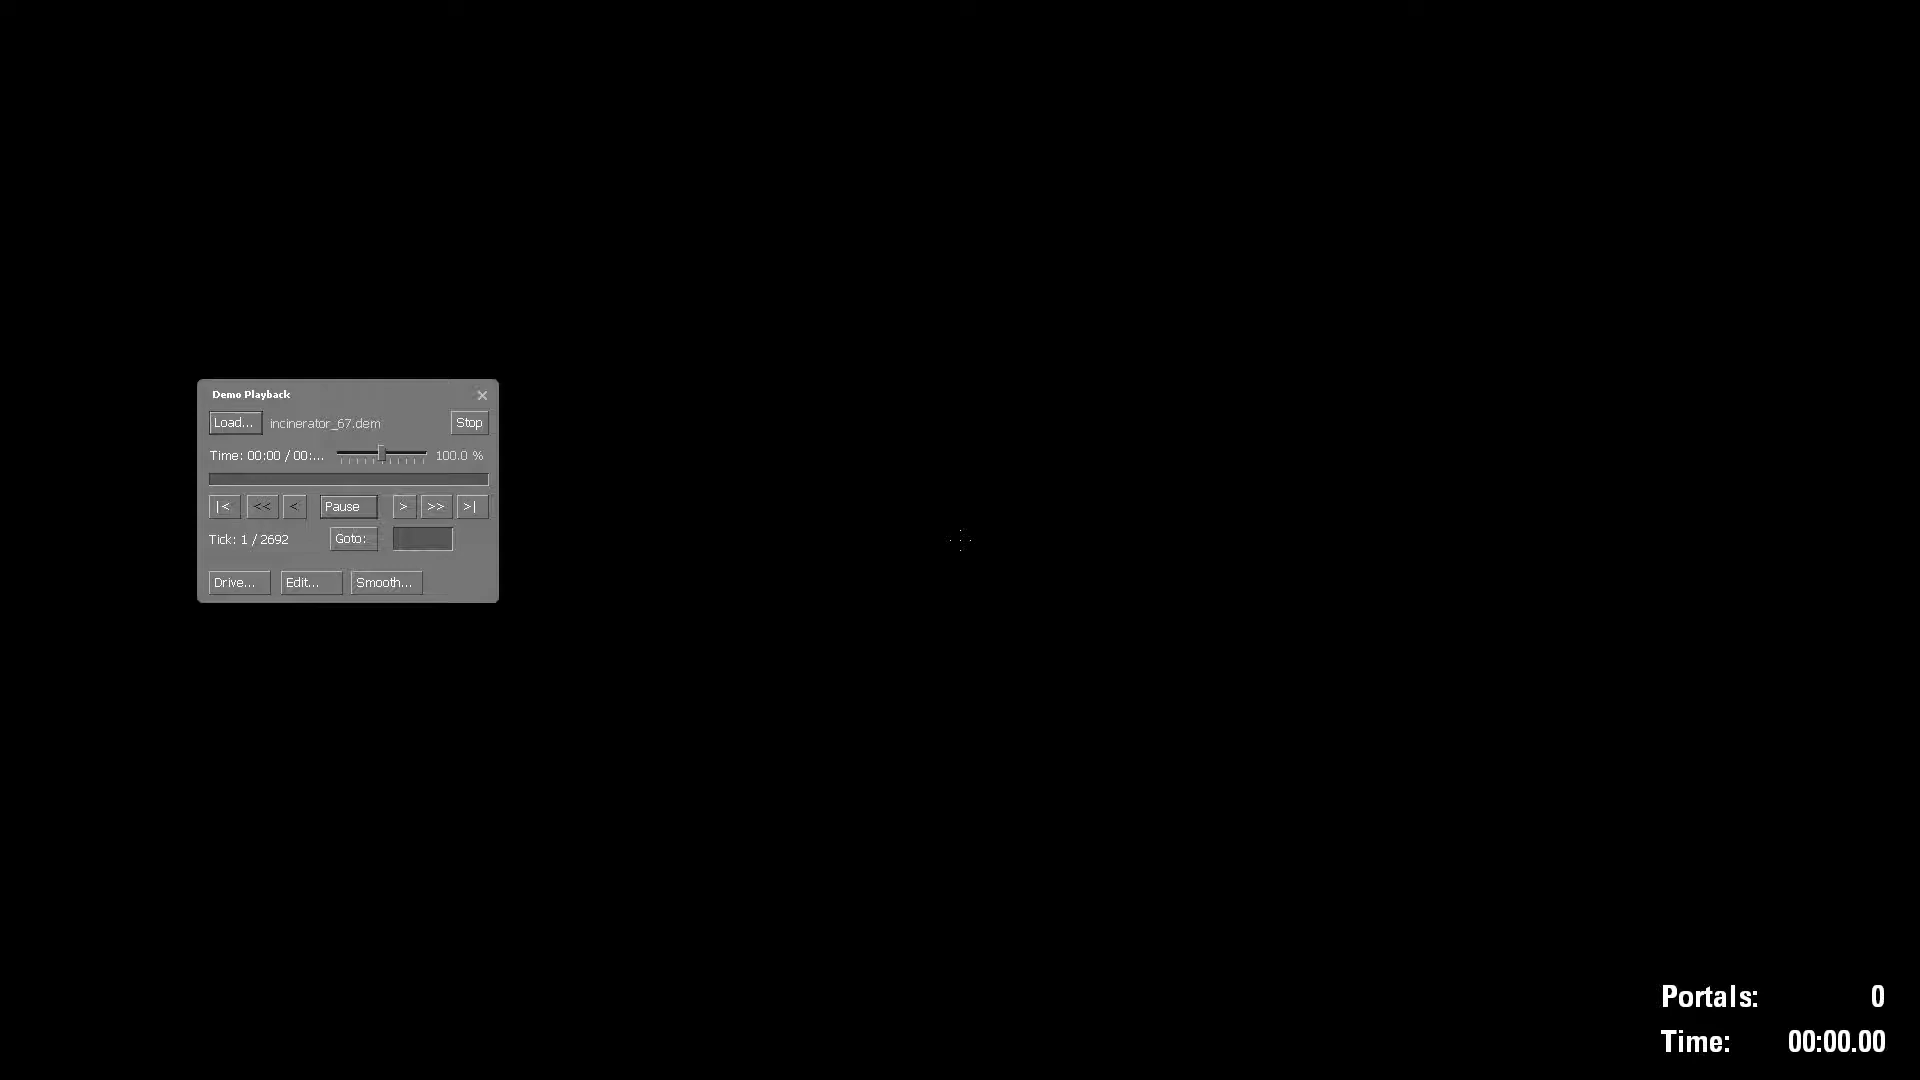 Demo Playback
Load... incinerator_67.dem Stop
Time: 00:00 / 00:... 100.0 %
|< << < Pause > >> >|
Tick: 1 / 2692 Goto:
Drive... Edit... Smooth...
Portals: 0
Time: 00:00.00